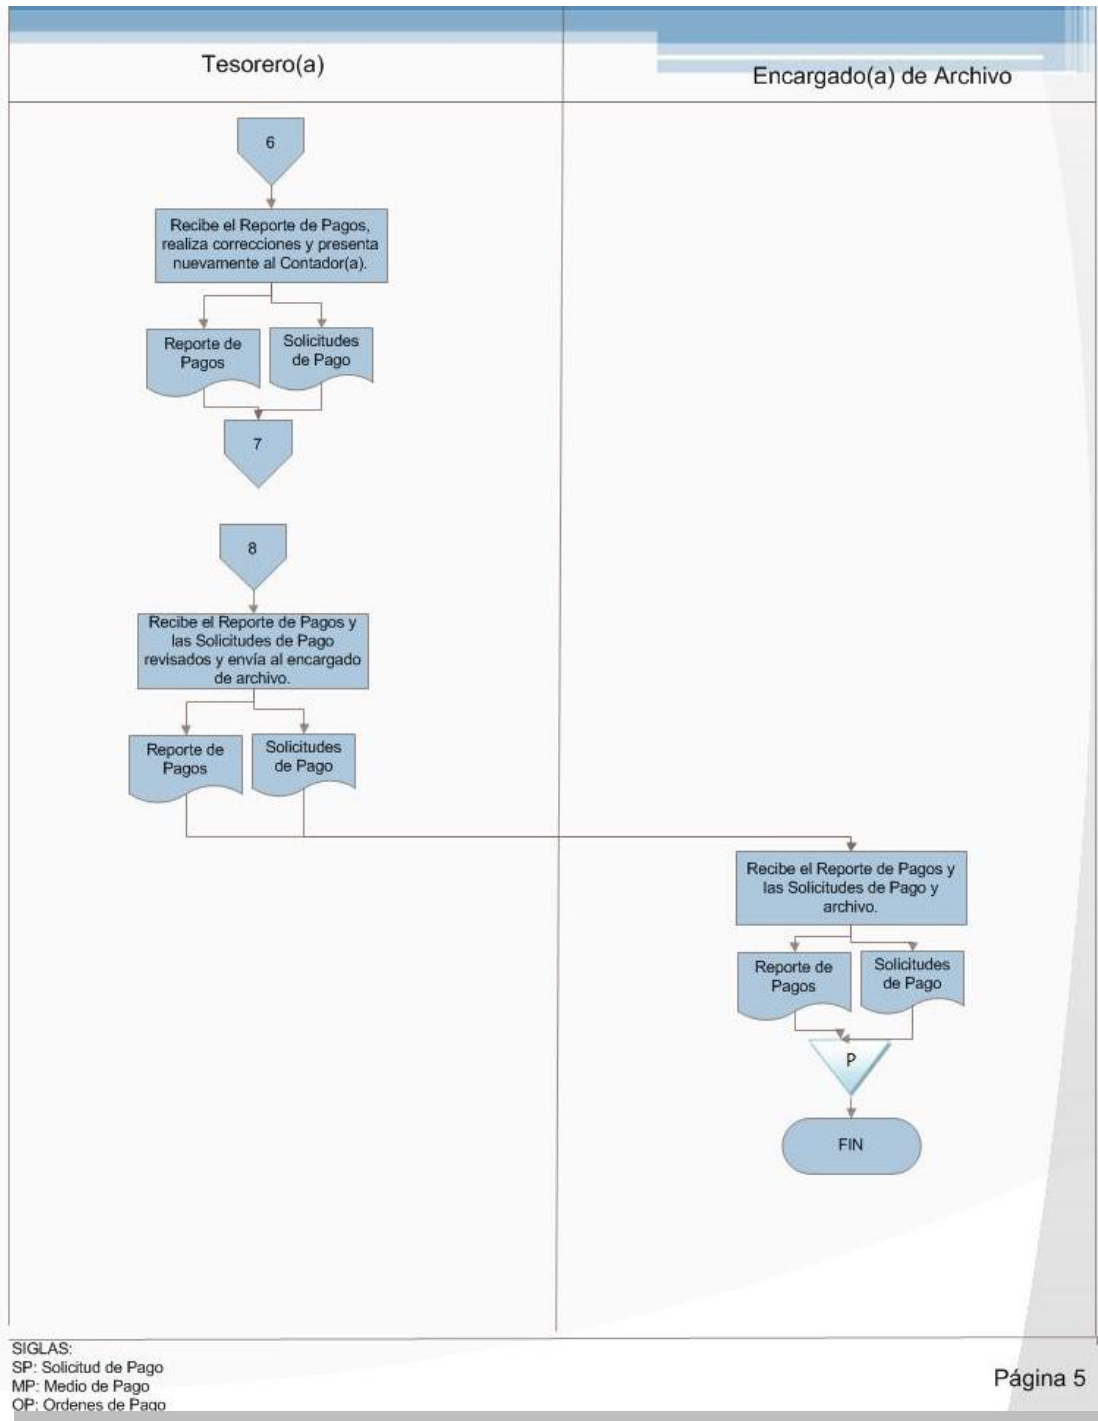 Tesorero(a)
Encargado(a) de Archivo
6
Recibe el Reporte de Pagos,
realiza correcciones y presenta
nuevamente al Contador(a).
Reporte de
Pagos
Solicitudes
de Pago
7
8
Recibe el Reporte de Pagos y
las Solicitudes de Pago
revisados y envía al encargado
de archivo.
Reporte de
Pagos
Solicitudes
de Pago
Recibe el Reporte de Pagos y
las Solicitudes de Pago y
archivo.
Reporte de
Pagos
Solicitudes
de Pago
P
FIN
SIGLAS:
SP: Solicitud de Pago
MP: Medio de Pago
OP: Ordenes de Pago
Página 5